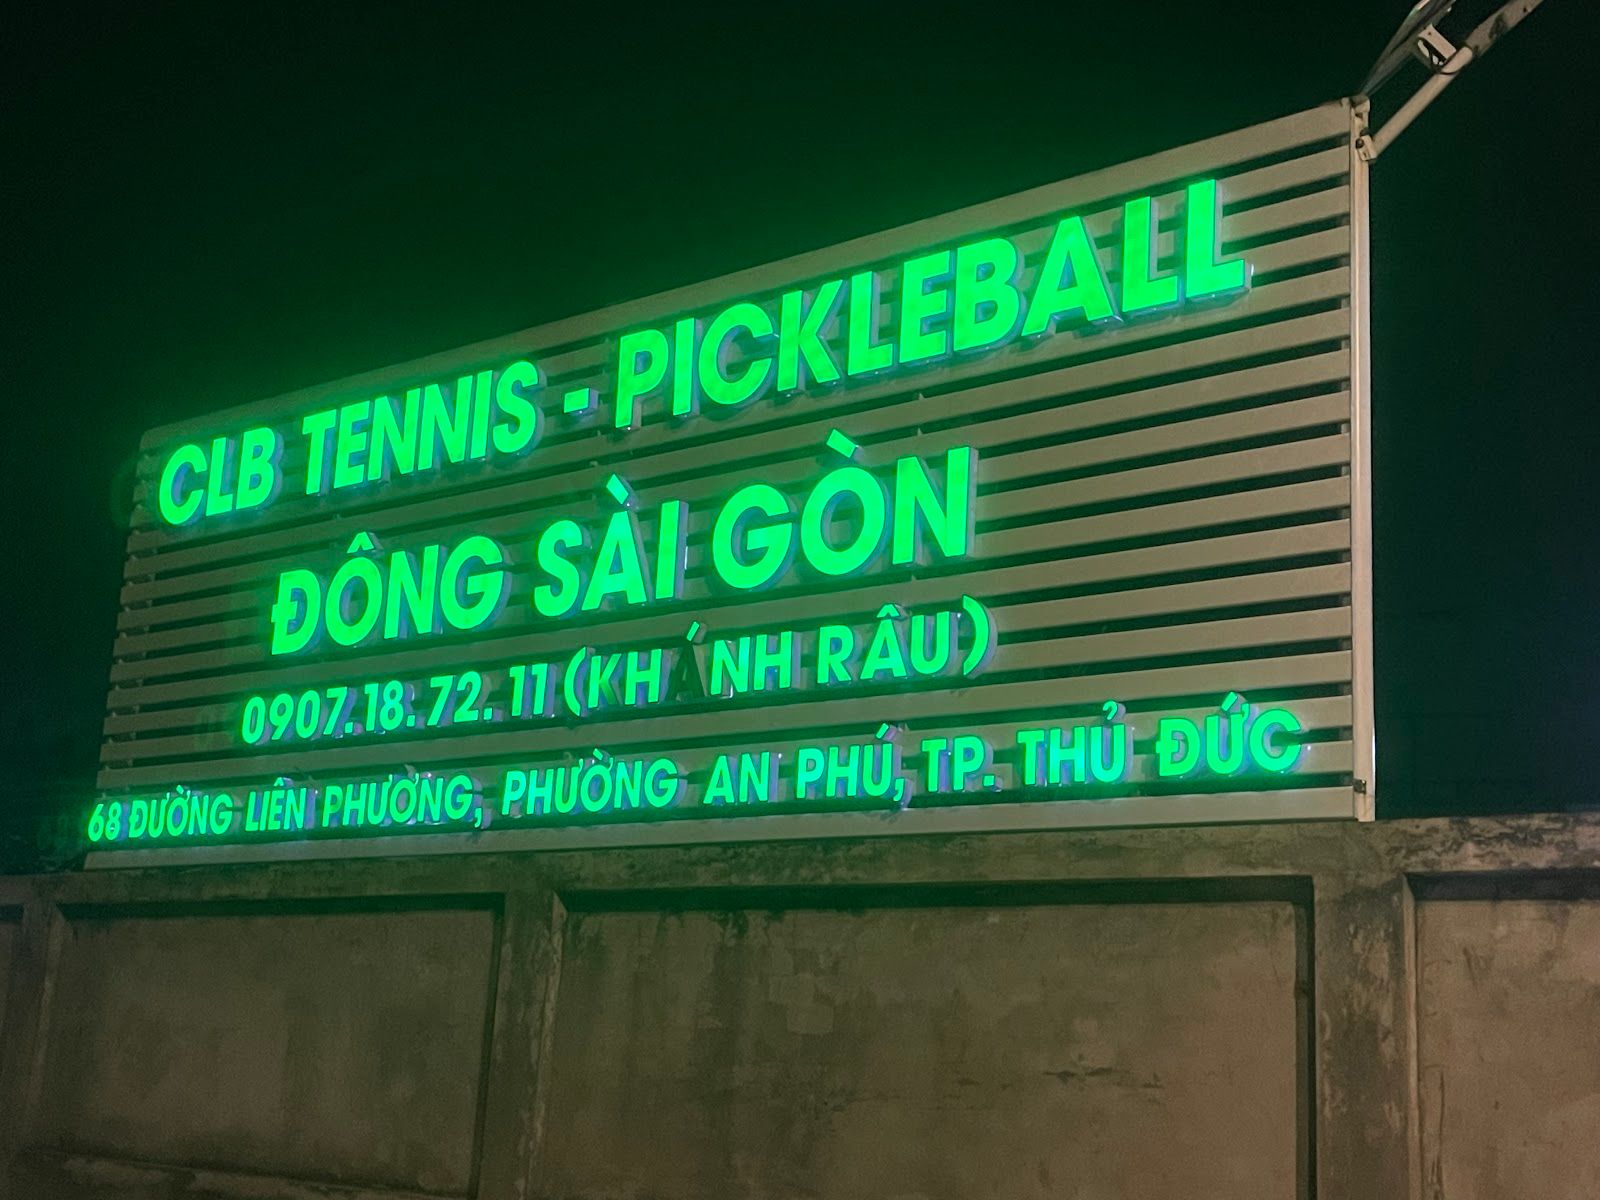 CLB TENNIS - PICKLEBALL
ĐÔNG SÀI GÒN
0907.18.72.11 (KHÁNH RÂU)
68 ĐƯỜNG LIÊN PHƯƠNG, PHƯỜNG AN PHÚ, TP. THỦ ĐỨC